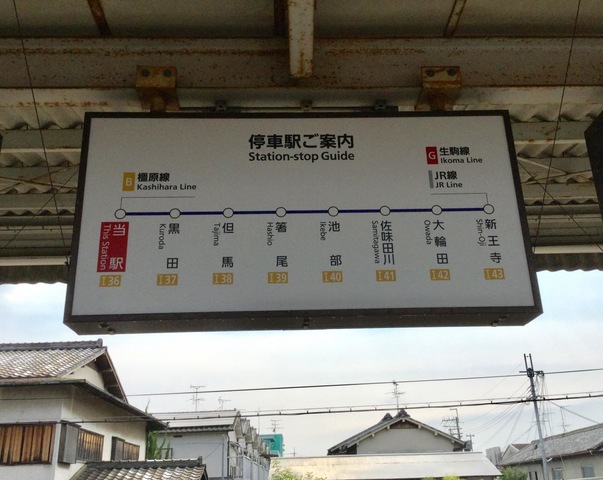 停車駅ご案内
Station-stop Guide
B 橿原線
Kashihara Line
G 生駒線
Ikoma Line
JR線
JR Line
当駅
This Station
I36
黒田
Kuroda
I37
但馬
Tajima
I38
箸尾
Hashio
I39
池部
Ikebe
I40
佐味田川
Samitagawa
I41
大輪田
Owada
I42
新王寺
Shin-Oji
I43